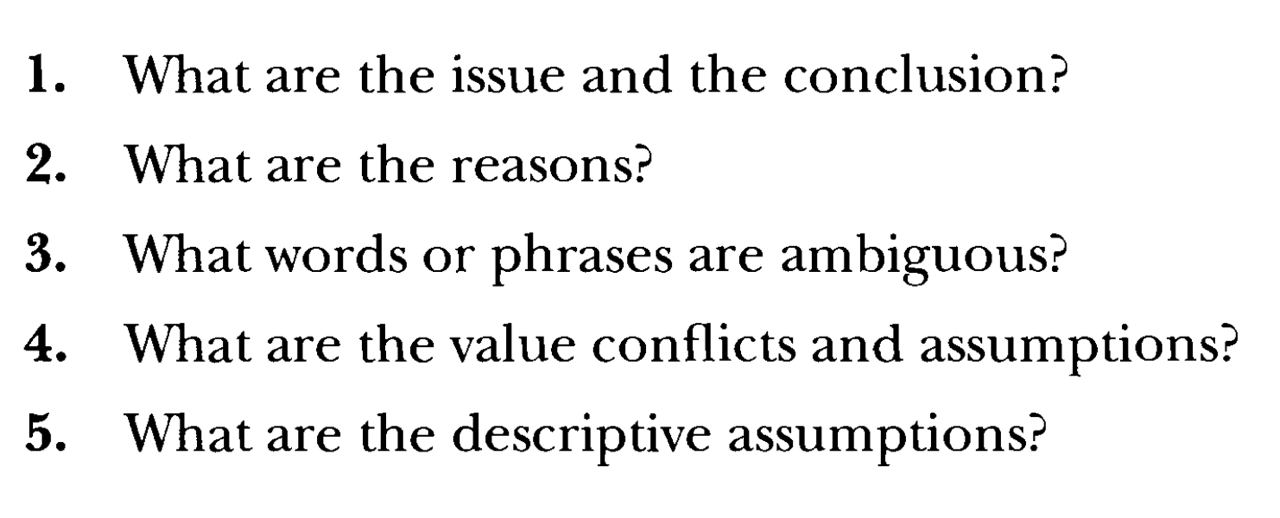 1. What are the issue and the conclusion?
2. What are the reasons?
3. What words or phrases are ambiguous?
4. What are the value conflicts and assumptions?
5. What are the descriptive assumptions?